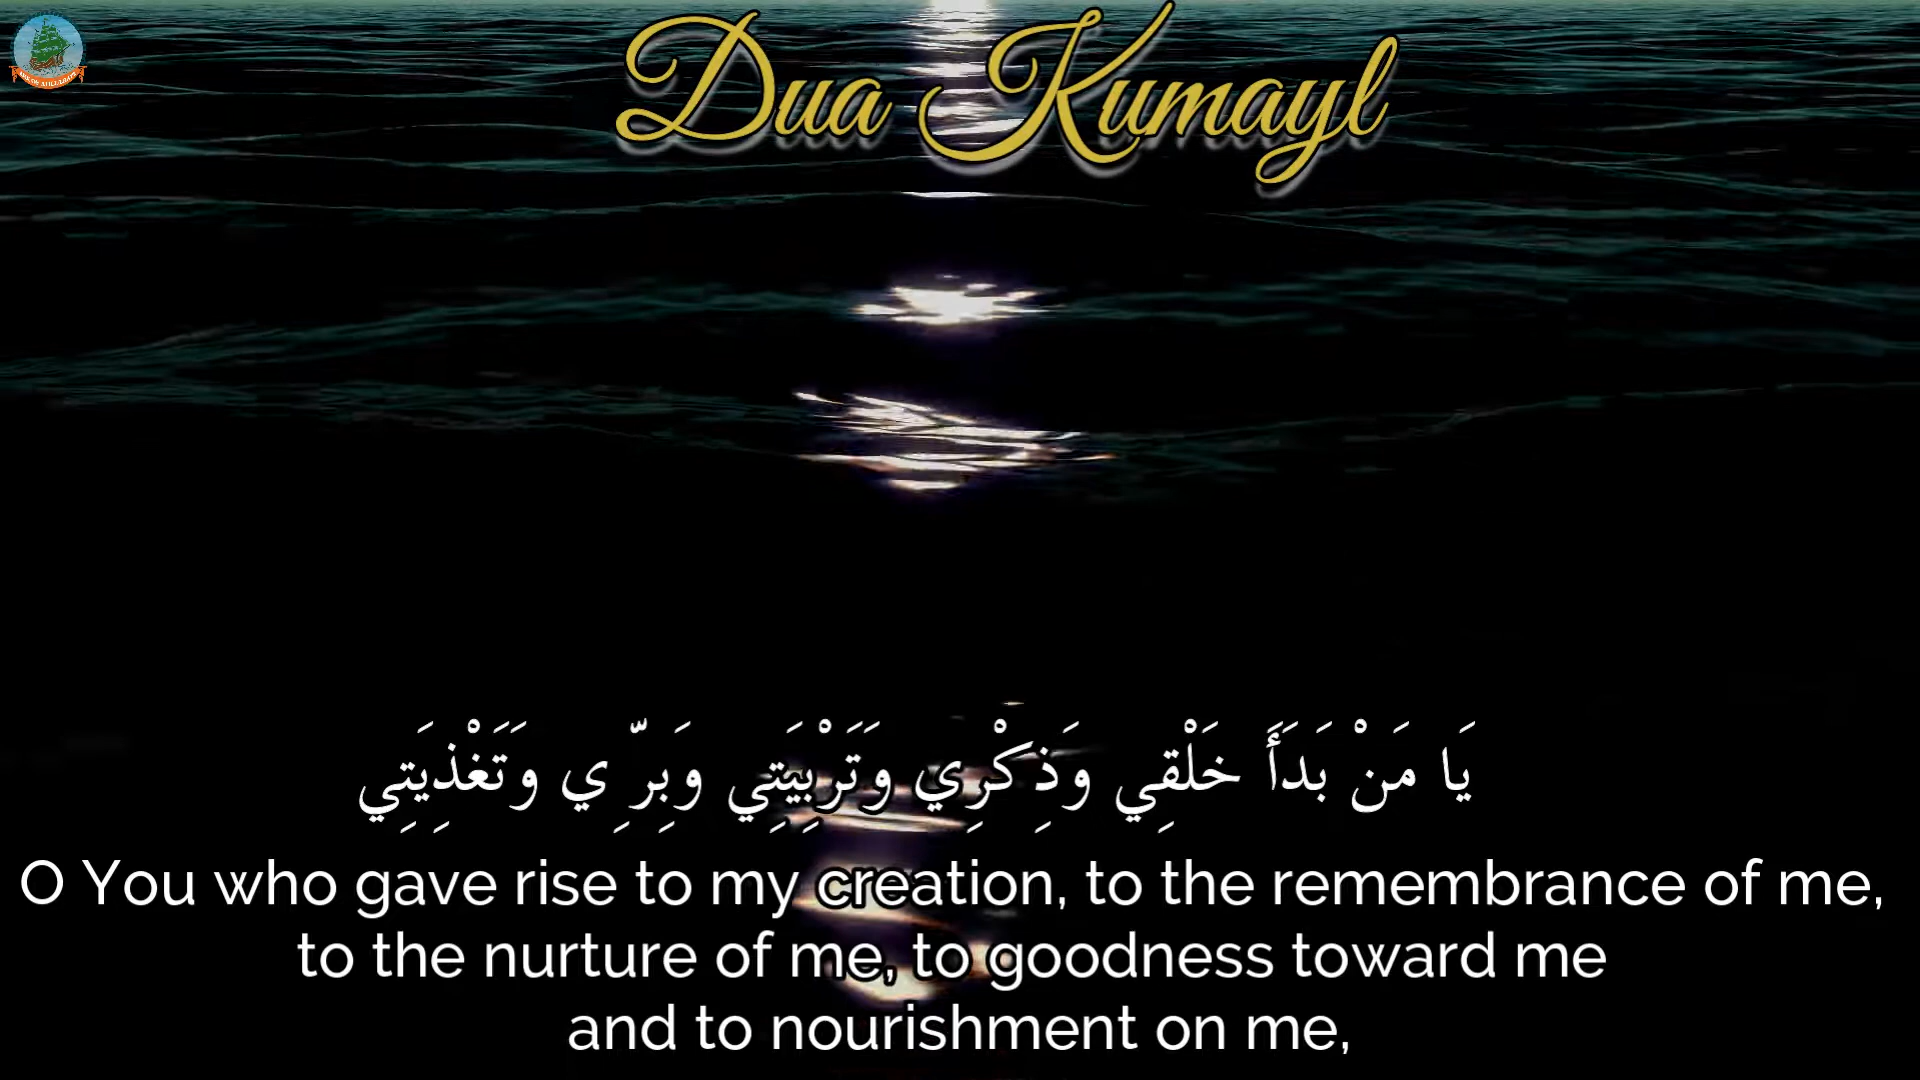 Dua Kumayl
يَا مَنْ بَدَأَ خَلْقِي وَذِكْرِي وَتَرْبِيَتِي وَبِرِّي وَتَغْذِيَتِي
O You who gave rise to my creation, to the remembrance of me,
to the nurture of me, to goodness toward me
and to nourishment on me,